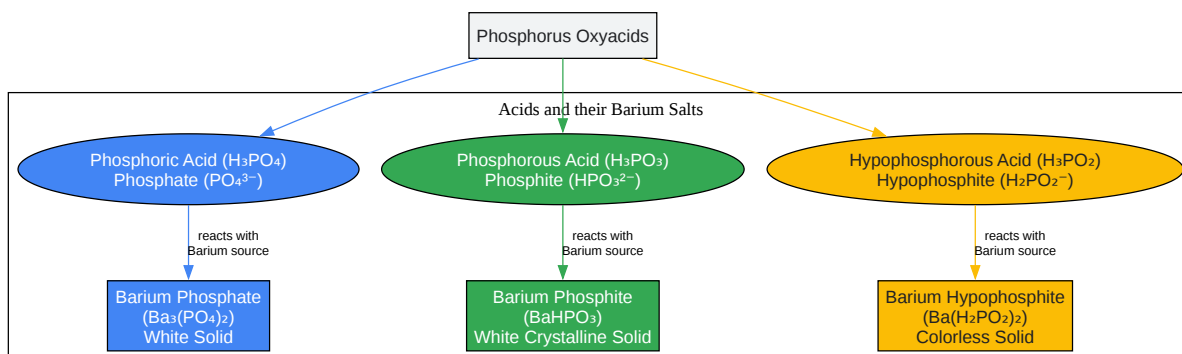 Phosphorus Oxyacids
Acids and their Barium Salts
Phosphoric Acid (H₃PO₄)
Phosphate (PO₄³⁻)
Phosphorous Acid (H₃PO₃)
Phosphite (HPO₃²⁻)
Hypophosphorous Acid (H₃PO₂)
Hypophosphite (H₂PO₂⁻)
reacts with
Barium source
reacts with
Barium source
reacts with
Barium source
Barium Phosphate
(Ba₃(PO₄)₂)
White Solid
Barium Phosphite
(BaHPO₃)
White Crystalline Solid
Barium Hypophosphite
(Ba(H₂PO₂)₂)
Colorless Solid